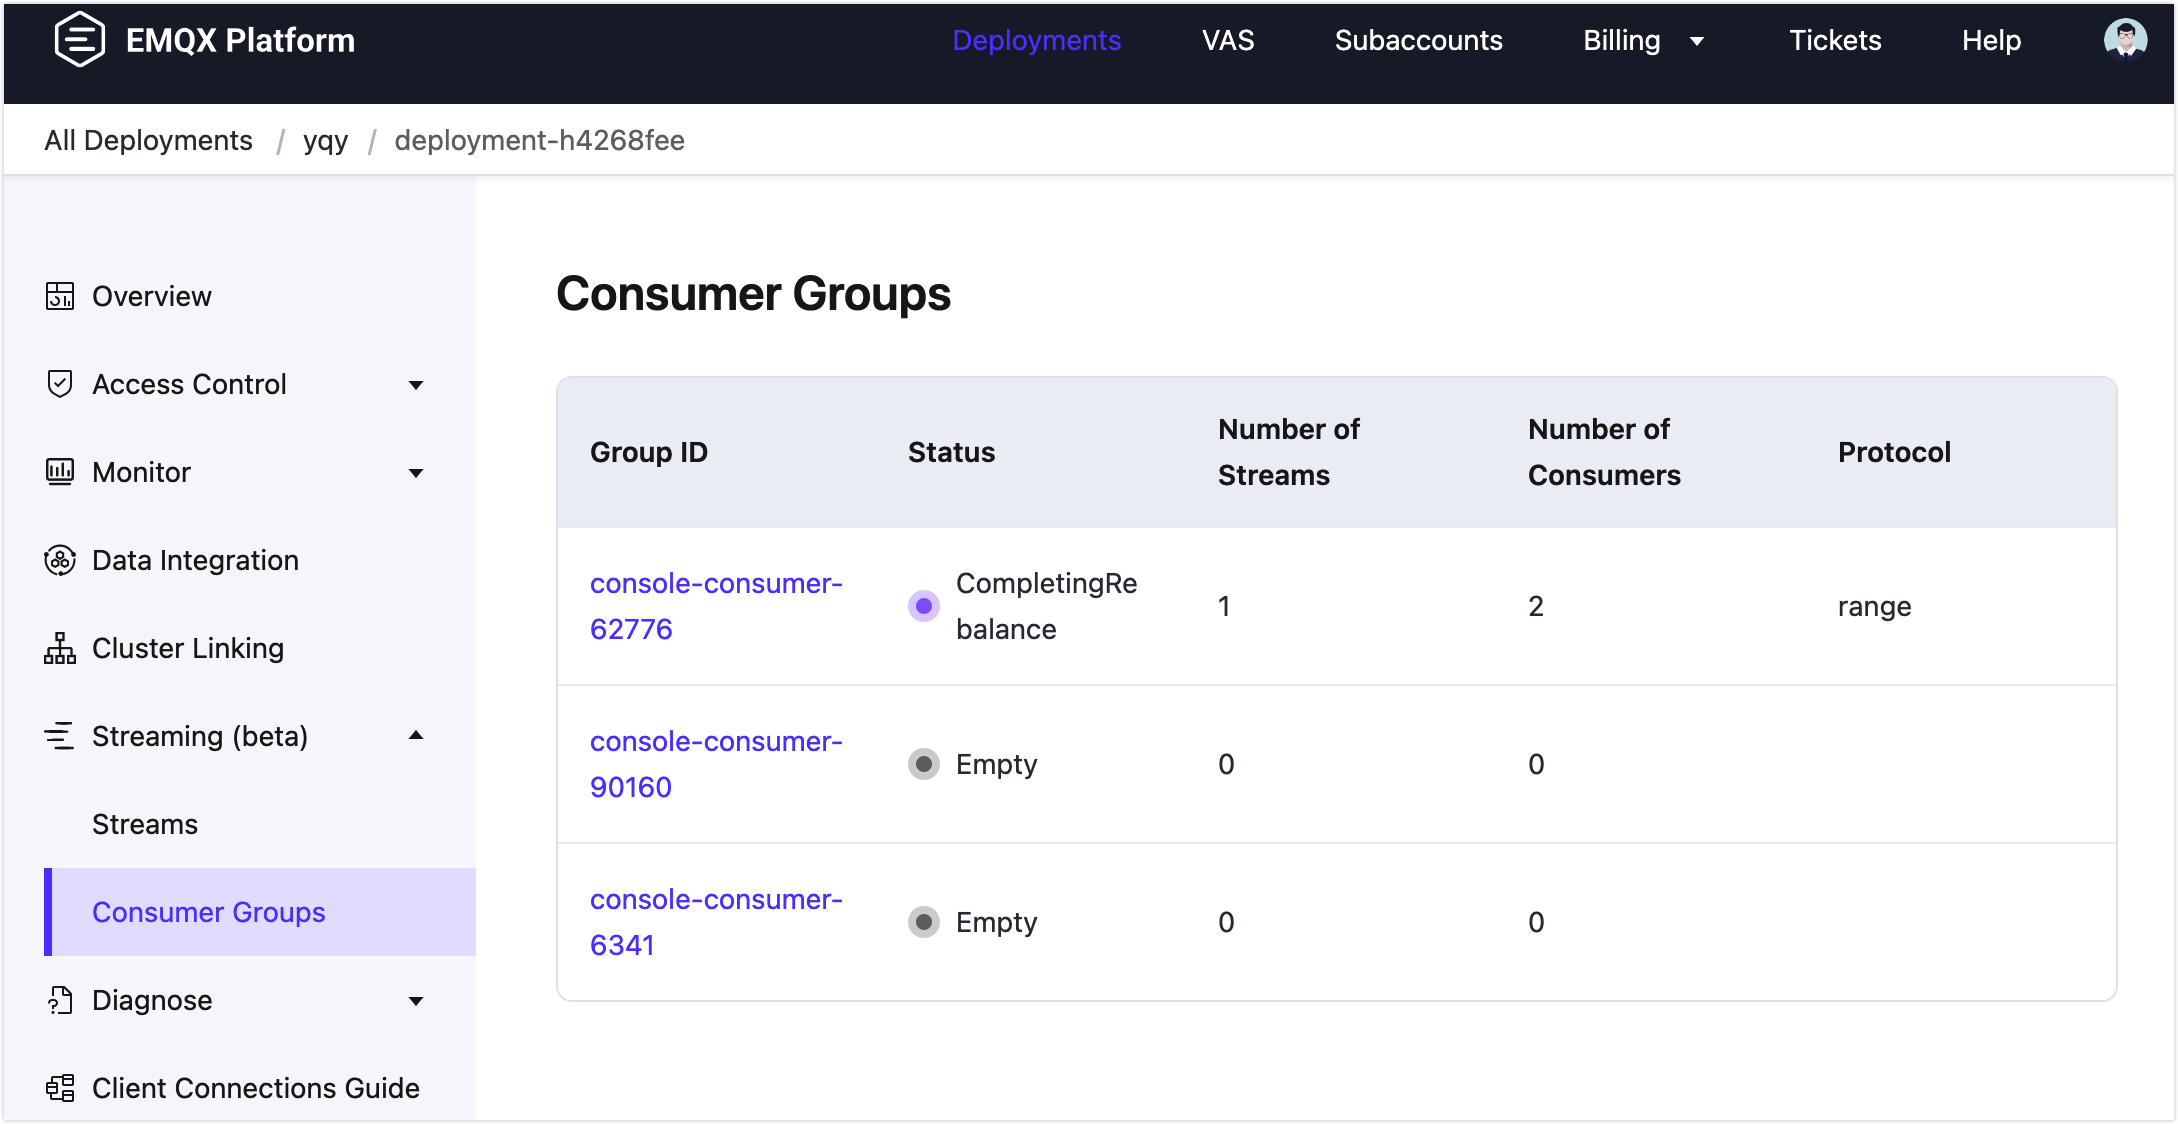 EMQX Platform
Deployments
VAS
Subaccounts
Billing
Tickets
Help
All Deployments / yqy / deployment-h4268fee
Overview
Access Control
Monitor
Data Integration
Cluster Linking
Streaming (beta)
Streams
Consumer Groups
Diagnose
Client Connections Guide
Consumer Groups
Group ID
Status
Number of
Streams
Number of
Consumers
Protocol
console-consumer-
62776
CompletingRe
balance
1
2
range
console-consumer-
90160
Empty
0
0
console-consumer-
6341
Empty
0
0